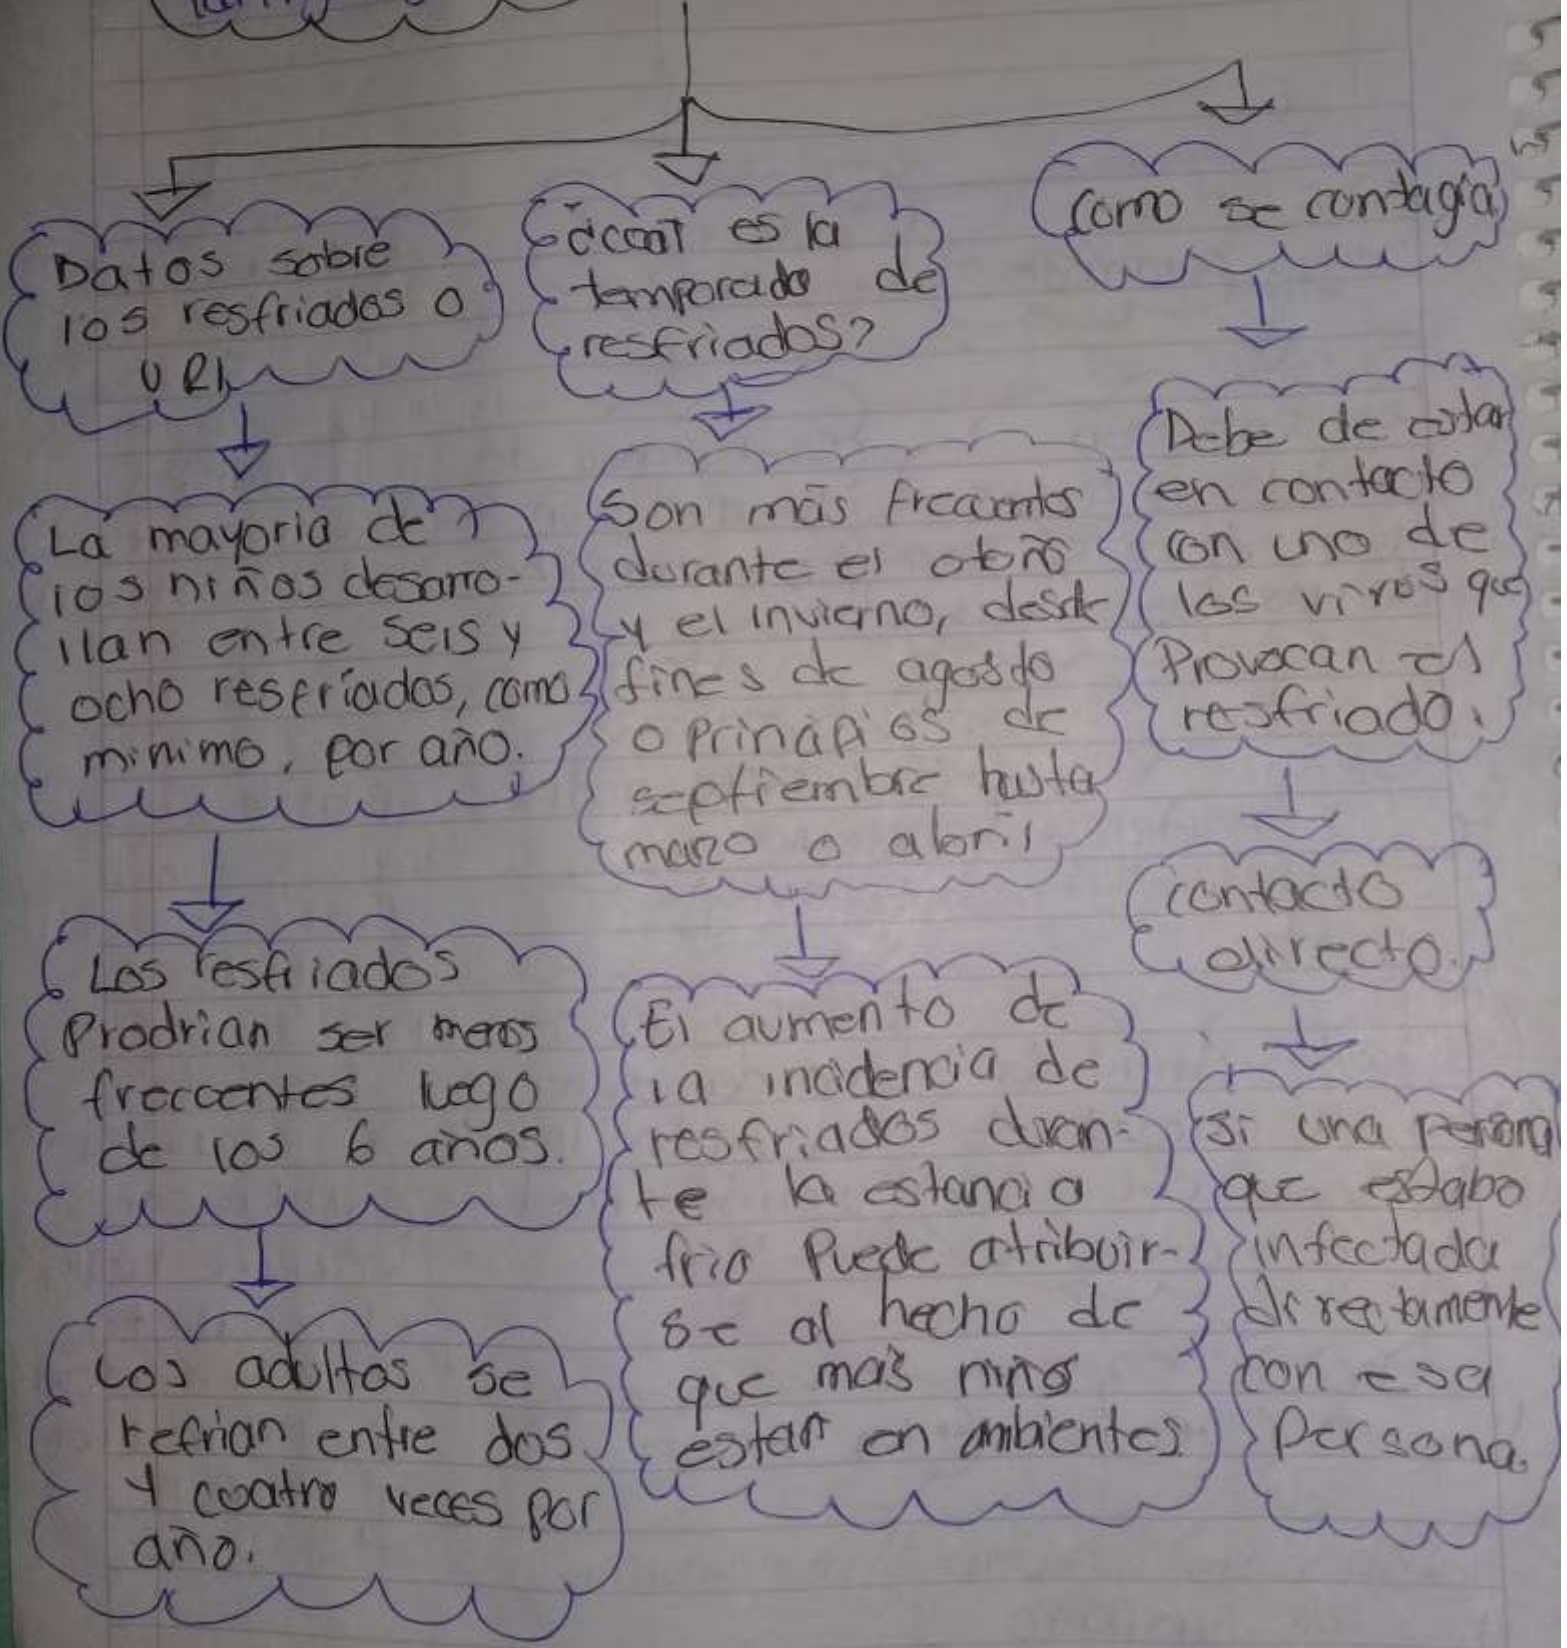 Datos sobre
los resfriados o
URI
La mayoria de
los niños desarro-
llan entre seis y
ocho resfriados, como
minimo, por año.
Los resfriados
Prodrian ser menos
freccentes luego
de los 6 años.
Los adultos se
refrian entre dos
y cuatro veces por
año.
es la
temporada de
resfriados?
Son más frecuentes
durante el otoño
y el invierno, desde
fines de agosto
o principios de
septiembre hasta
marzo o abril
El aumento de
la incidencia de
resfriados duran-
te la estancia
fria Puede atribuir-
se al hecho de
que mas niños
estan en ambientes
como se contagia
Debe de estar
en contacto
con uno de
los virus que
Provocan el
resfriado.
contacto
directo.
si una persona
que estaba
infectada
directamente
con esa
Persona.